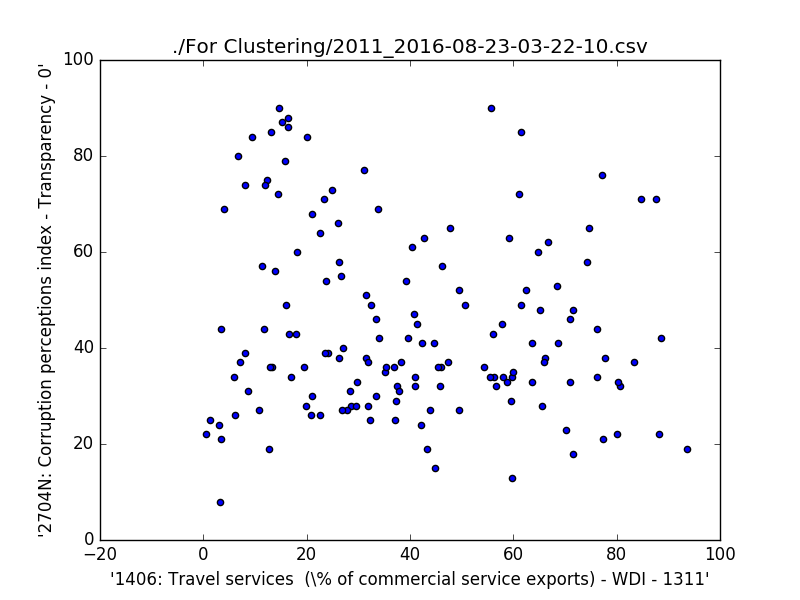 ./For Clustering/2011_2016-08-23-03-22-10.csv
100
80
60
40
20
0
'2704N: Corruption perceptions index - Transparency - 0'
−20 0 20 40 60 80 100
'1406: Travel services  (\% of commercial service exports) - WDI - 1311'